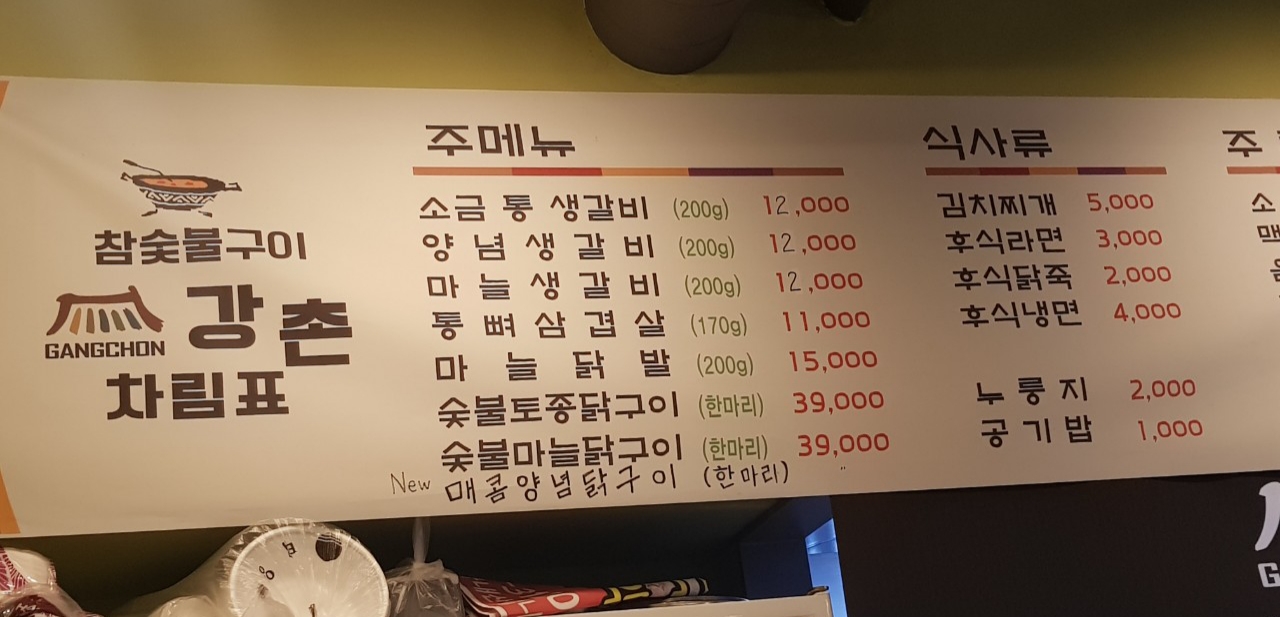 참숯불구이
GANGCHON 강촌
차림표
주메뉴
소금통생갈비 (200g) 12,000
양념생갈비 (200g) 12,000
마늘생갈비 (200g) 12,000
통뼈삼겹살 (170g) 11,000
마늘닭발 (200g) 15,000
숯불토종닭구이 (한마리) 39,000
숯불마늘닭구이 (한마리) 39,000
New 매콤양념닭구이 (한마리) "
식사류
김치찌개 5,000
후식라면 3,000
후식닭죽 2,000
후식냉면 4,000
누룽지 2,000
공기밥 1,000
주
소
맥